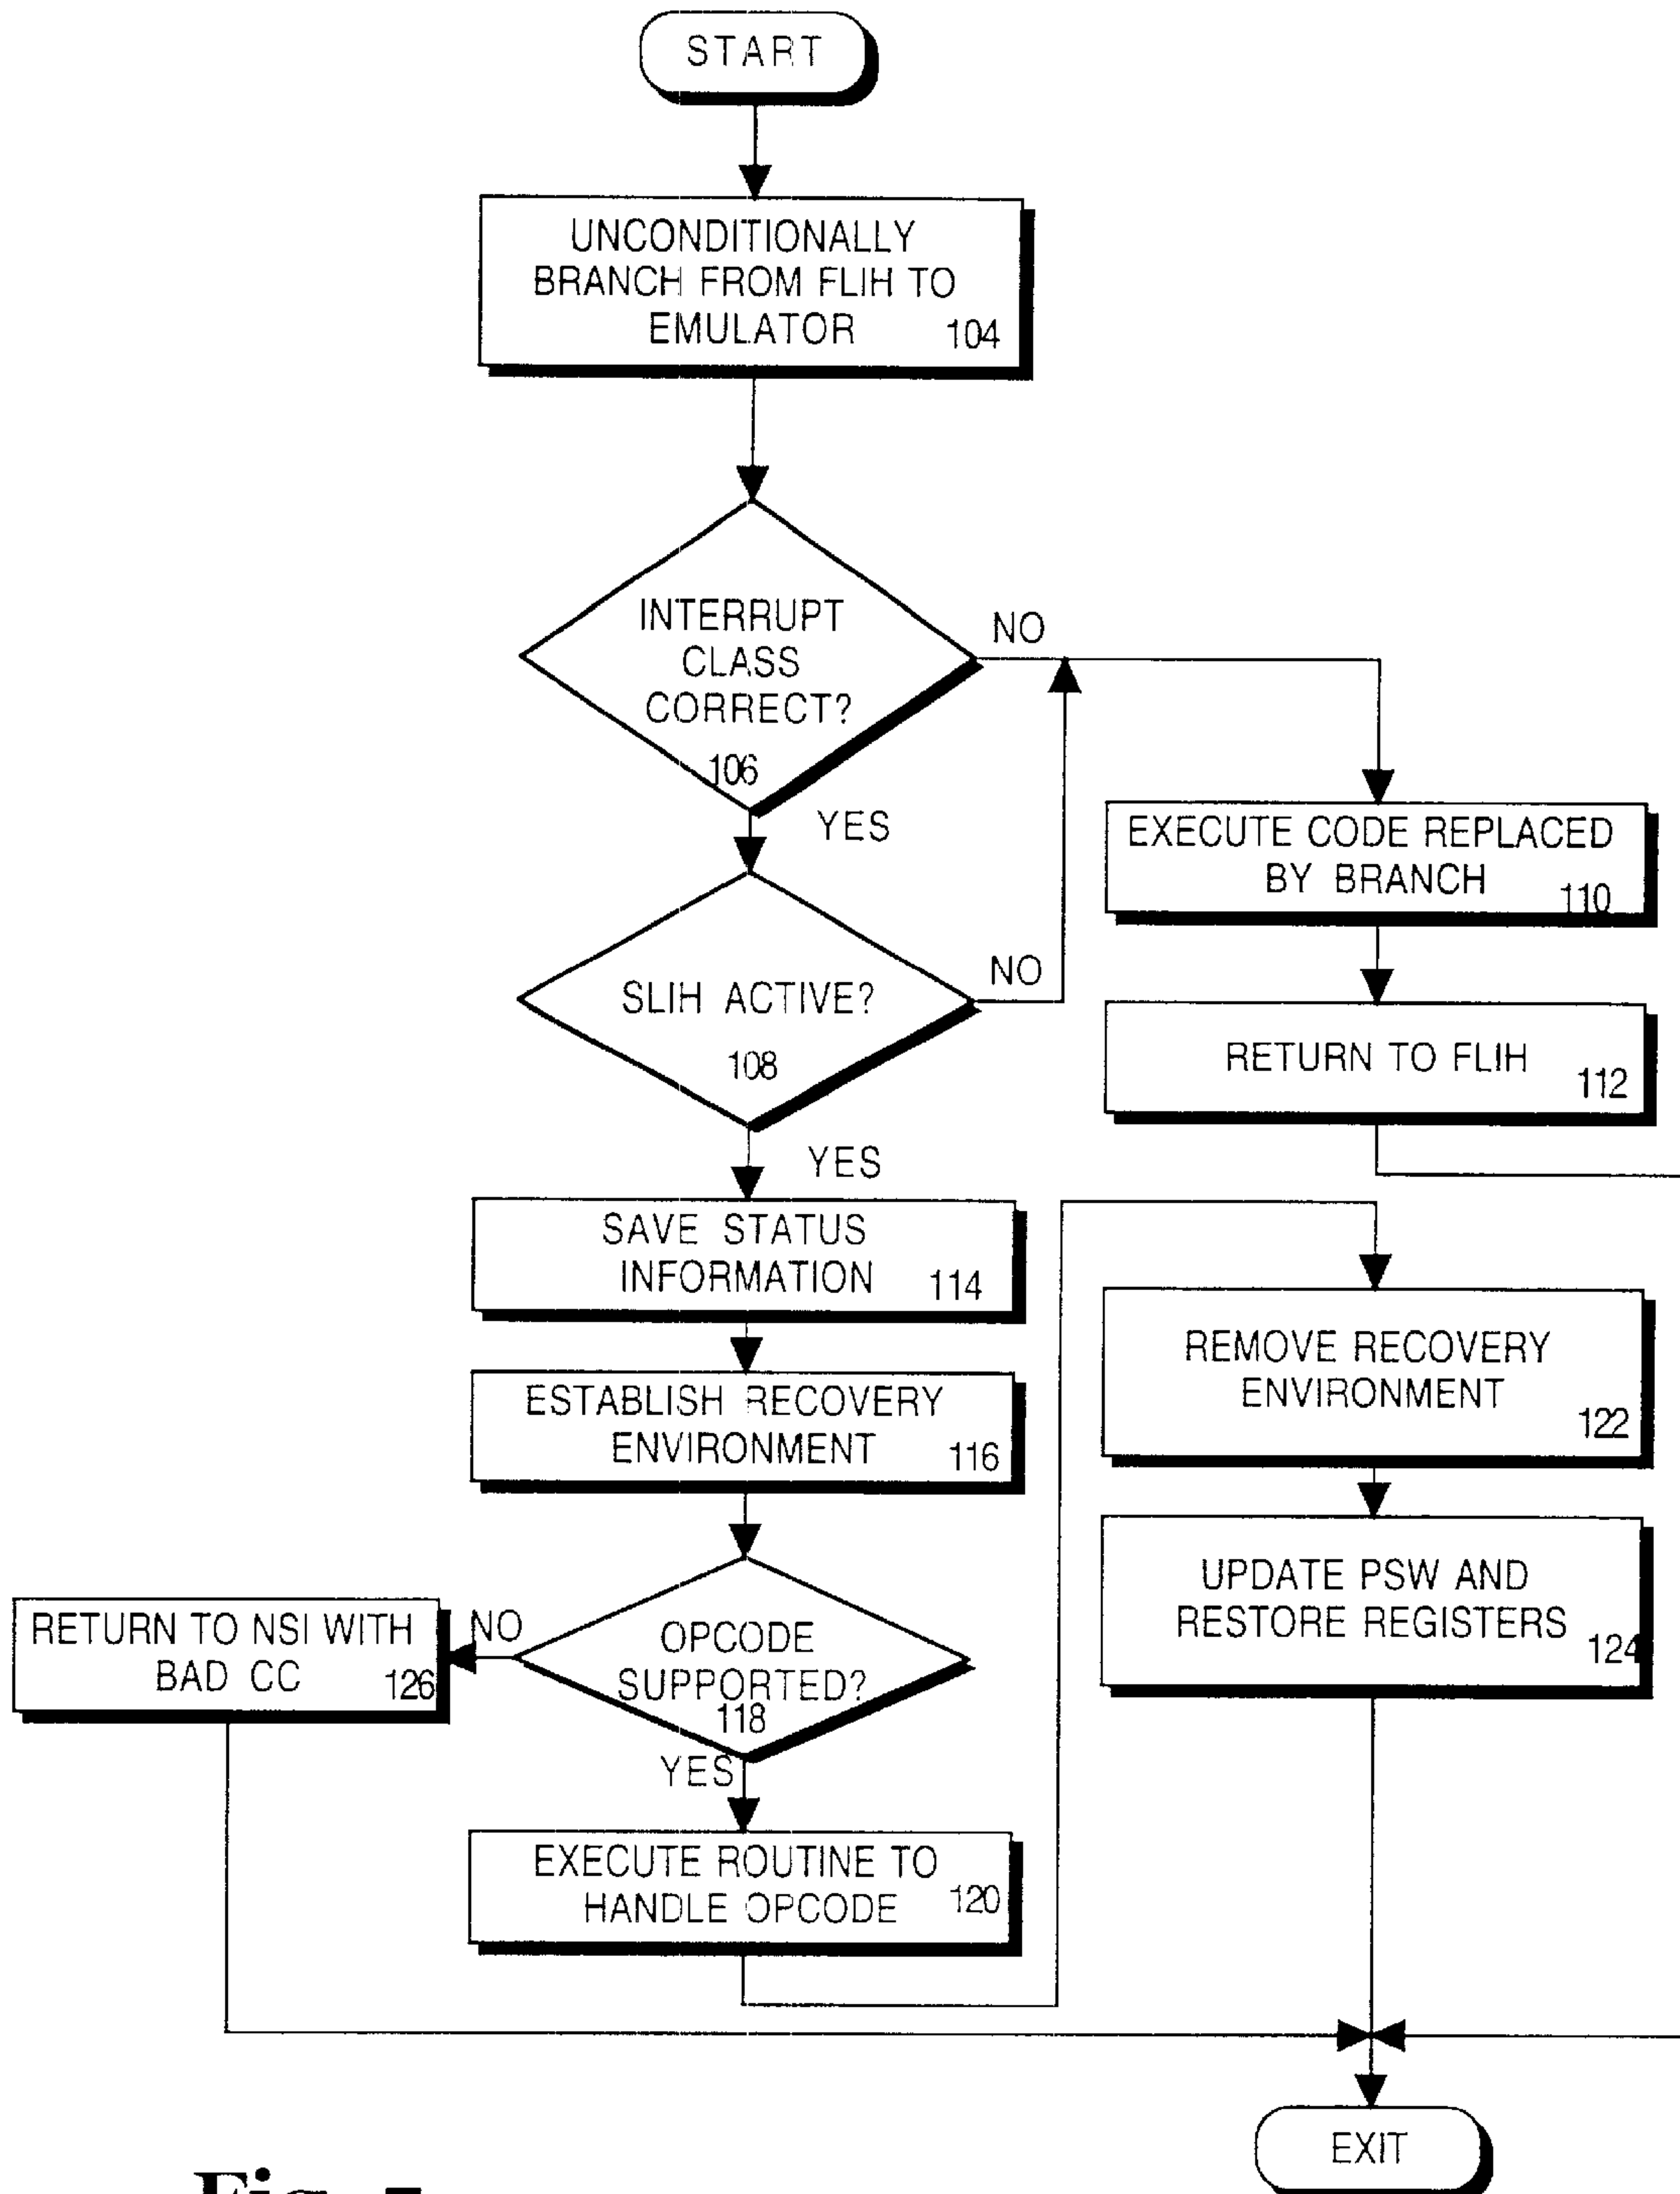 START
UNCONDITIONALLY
BRANCH FROM FLIH TO
EMULATOR 104
INTERRUPT
CLASS
CORRECT?
106
NO
YES
EXECUTE CODE REPLACED
BY BRANCH 110
SLIH ACTIVE?
108
NO
YES
RETURN TO FLIH
112
SAVE STATUS
INFORMATION 114
ESTABLISH RECOVERY
ENVIRONMENT 116
REMOVE RECOVERY
ENVIRONMENT
122
UPDATE PSW AND
RESTORE REGISTERS
124
OPCODE
SUPPORTED?
118
NO
RETURN TO NSI WITH
BAD CC 126
YES
EXECUTE ROUTINE TO
HANDLE OPCODE 120
EXIT
Fig.